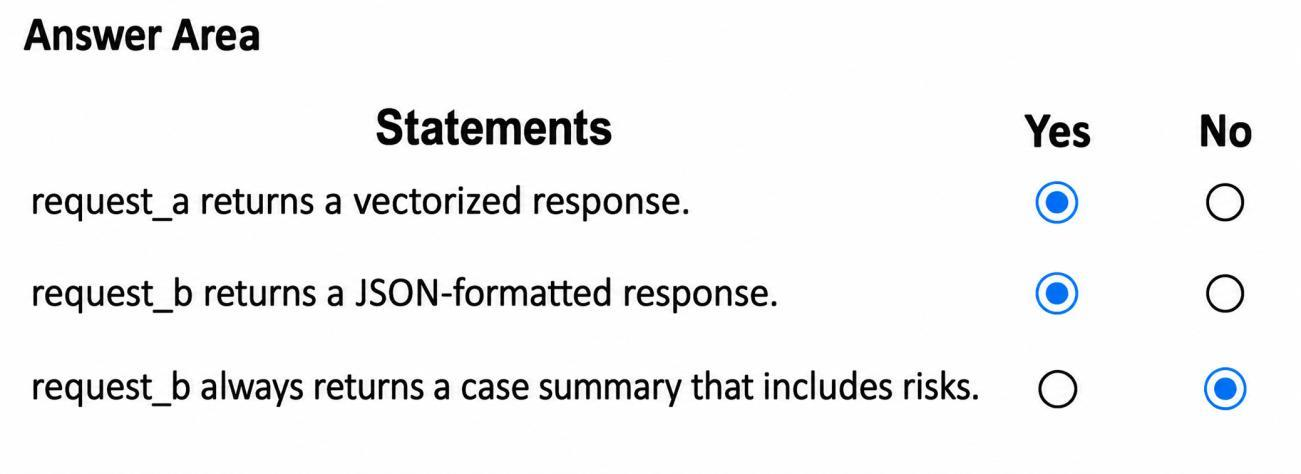 Answer Area
Statements Yes No
request_a returns a vectorized response.
request_b returns a JSON-formatted response.
request_b always returns a case summary that includes risks.